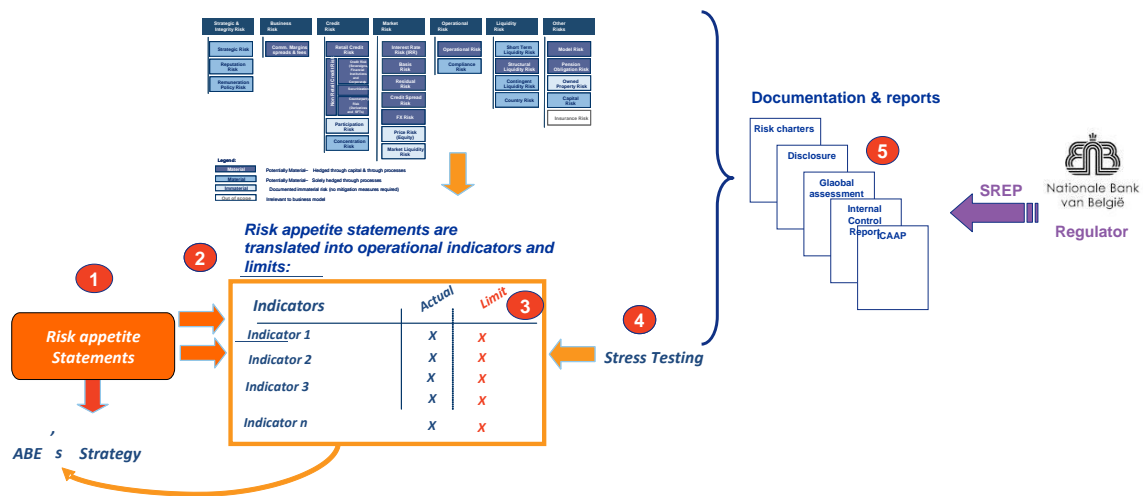 Strategic &
Integrity Risk
Business
Risk
Credit
Risk
Market
Risk
Operational
Risk
Liquidity
Risk
Other
Risks
Strategic Risk
Reputation
Risk
Remuneration
Policy Risk
Comm. Margins
spreads & fees
Retail Credit
Risk
Non Retail Credit Risk
Participation
Risk
Concentration
Risk
Interest Rate
Risk (IRR)
Basis
Risk
Residual
Risk
Credit Spread
Risk
FX Risk
Price Risk
(Equity)
Market Liquidity
Risk
Operational
Risk
Compliance
Risk
Short Term
Liquidity Risk
Structural
Liquidity Risk
Contingent
Liquidity Risk
Country Risk
Model Risk
Pension
Obligation Risk
Owned
Property Risk
Capital
Risk
Insurance Risk
Legend:
Material Potentially Material– Hedged through capital & through processes
Material Potentially Material– Solely hedged through processes
Immaterial Documented immaterial risk (no mitigation measures required)
Out of scope Irrelevant to business model
Documentation & reports
Risk charters
Disclosure
5
Glaobal
assessment
Internal
Control
Report
ICAAP
SREP
Nationale Bank
van België
Regulator
Risk appetite statements are
translated into operational indicators and
limits:
1
2
3
4
Risk appetite
Statements
Indicators Actual Limit
Indicator 1 X X
Indicator 2 X X
Indicator 3 X X
X X
Indicator n X X
Stress Testing
ABE ’s Strategy